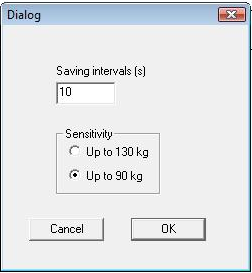 Dialog
Saving intervals (s)
10
Sensitivity
Up to 130 kg
Up to 90 kg
Cancel
OK